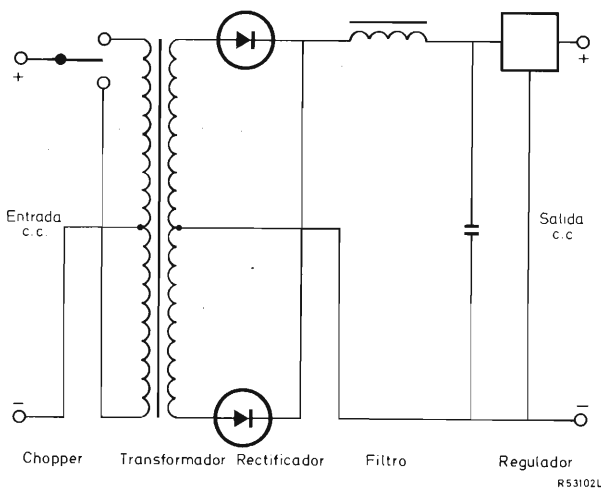 +
+
Entrada
c.c.
Salida
c.c
−
−
Chopper
Transformador
Rectificador
Filtro
Regulador
R53102L